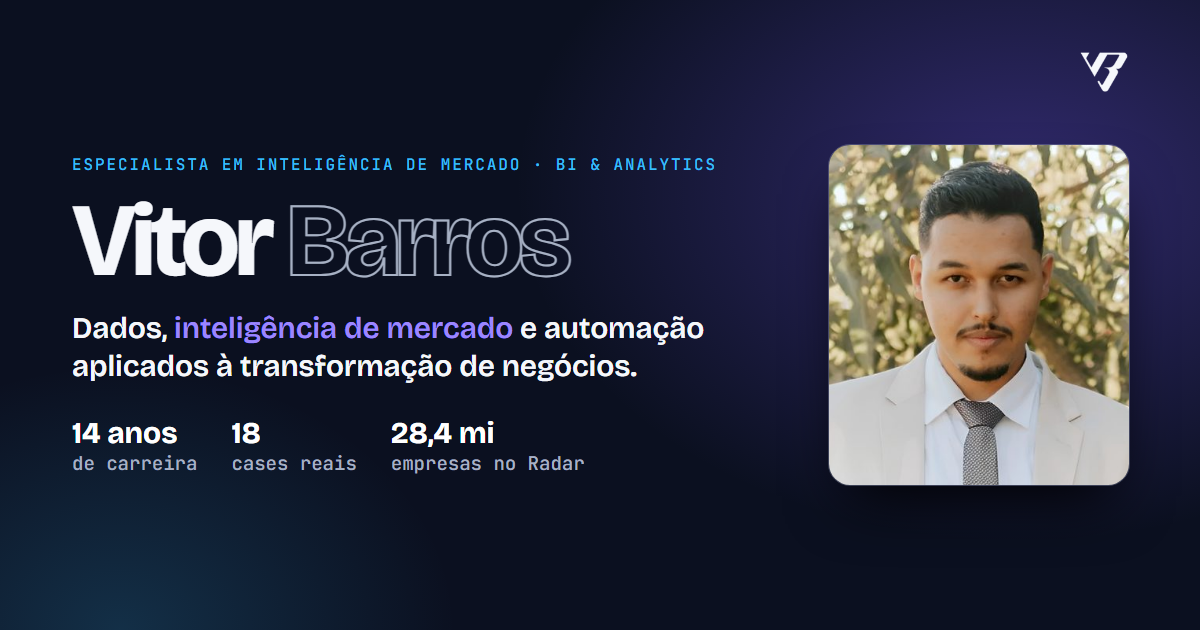 ESPECIALISTA EM INTELIGÊNCIA DE MERCADO · BI & ANALYTICS
Vitor Barros
Dados, inteligência de mercado e automação
aplicados à transformação de negócios.
14 anos
de carreira
18
cases reais
28,4 mi
empresas no Radar